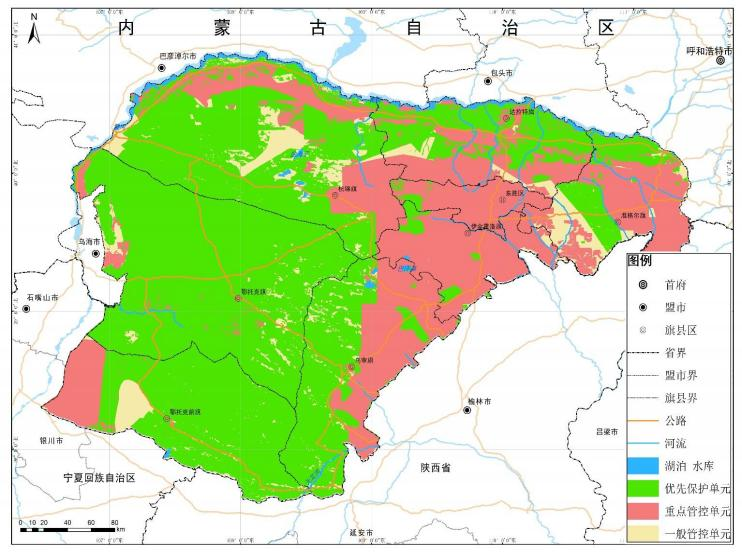 内蒙古自治区
N
巴彦淖尔市
包头市
呼和浩特市
达拉特旗
杭锦旗
东胜区
准格尔旗
伊金霍洛旗
乌海市
石嘴山市
鄂托克旗
乌审旗
鄂托克前旗
榆林市
吕梁市
银川市
宁夏回族自治区
陕西省
延安市
0 10 20 40 60 80
km
图例
首府
盟市
旗县区
省界
盟市界
旗县界
公路
河流
湖泊 水库
优先保护单元
重点管控单元
一般管控单元